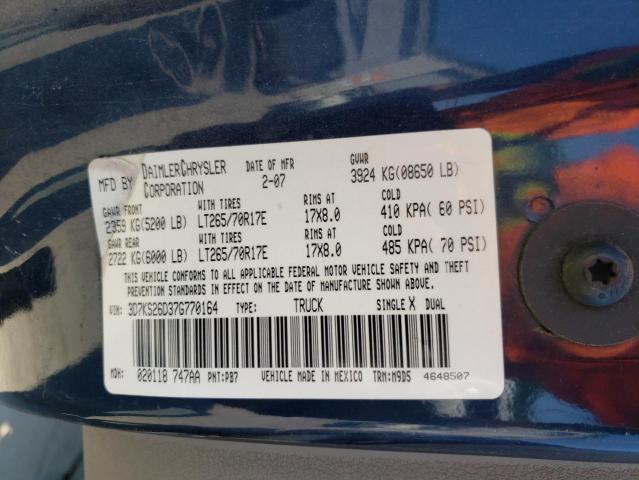 MFD BY DAIMLERCHRYSLER CORPORATION DATE OF MFR 2-07 GVWR 3924 KG(08650 LB)
GAWR FRONT WITH TIRES RIMS AT COLD
2359 KG(5200 LB) LT265/70R17E 17X8.0 410 KPA( 60 PSI)
GAWR REAR WITH TIRES RIMS AT COLD
2722 KG(6000 LB) LT265/70R17E 17X8.0 485 KPA( 70 PSI)
THIS VEHICLE CONFORMS TO ALL APPLICABLE FEDERAL MOTOR VEHICLE SAFETY AND THEFT
PREVENTION STANDARDS IN EFFECT ON THE DATE OF MANUFACTURE SHOWN ABOVE.
VIN: 3D7KS26D37G770164 TYPE: TRUCK SINGLE X DUAL
MDH: 020118 747AA PNT:PB7 VEHICLE MADE IN MEXICO TRM:M9D5 4648507